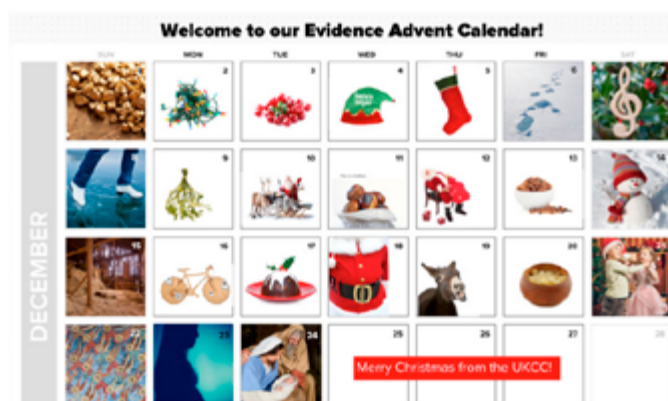 Welcome to our Evidence Advent Calendar!
SUN MON TUE WED THU FRI SAT
DECEMBER
2 3 4 5 6
9 10 11 12 13 14
15 16 17 18 19 20
23 24 25 26 27 28
Merry Christmas from the UKCC!